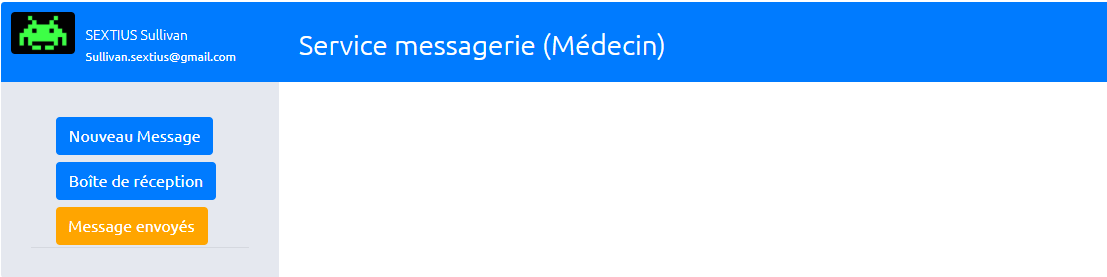 SEXTIUS Sullivan
Sullivan.sextius@gmail.com
Service messagerie (Médecin)
Nouveau Message
Boîte de réception
Message envoyés